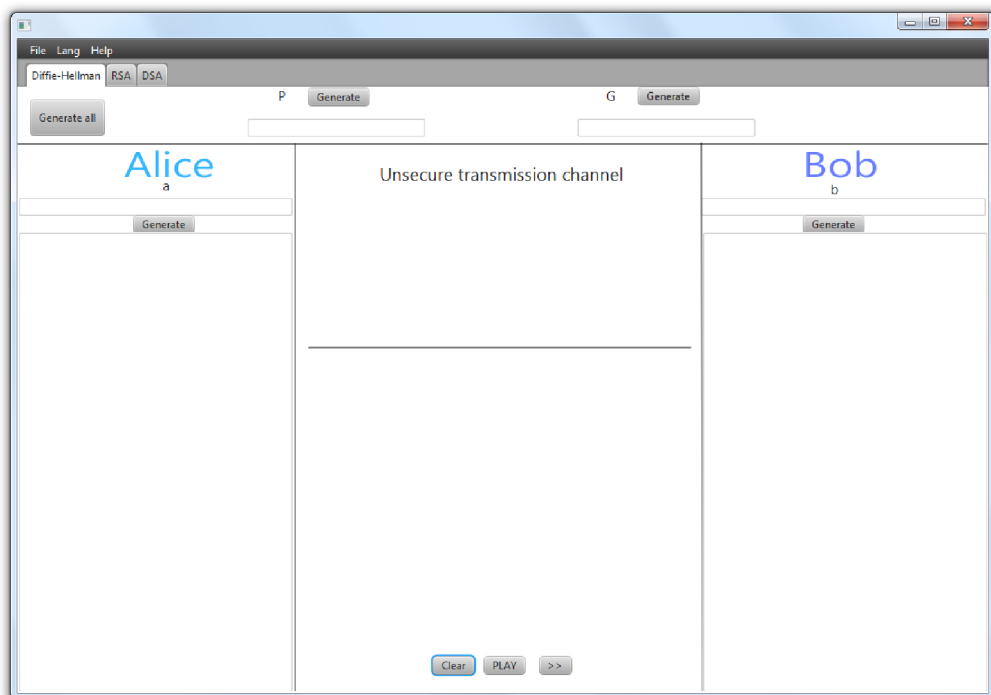 File Lang Help
Diffie-Hellman RSA DSA
Generate all
P Generate
G Generate
Alice
a
Generate
Unsecure transmission channel
Clear PLAY >>
Bob
b
Generate